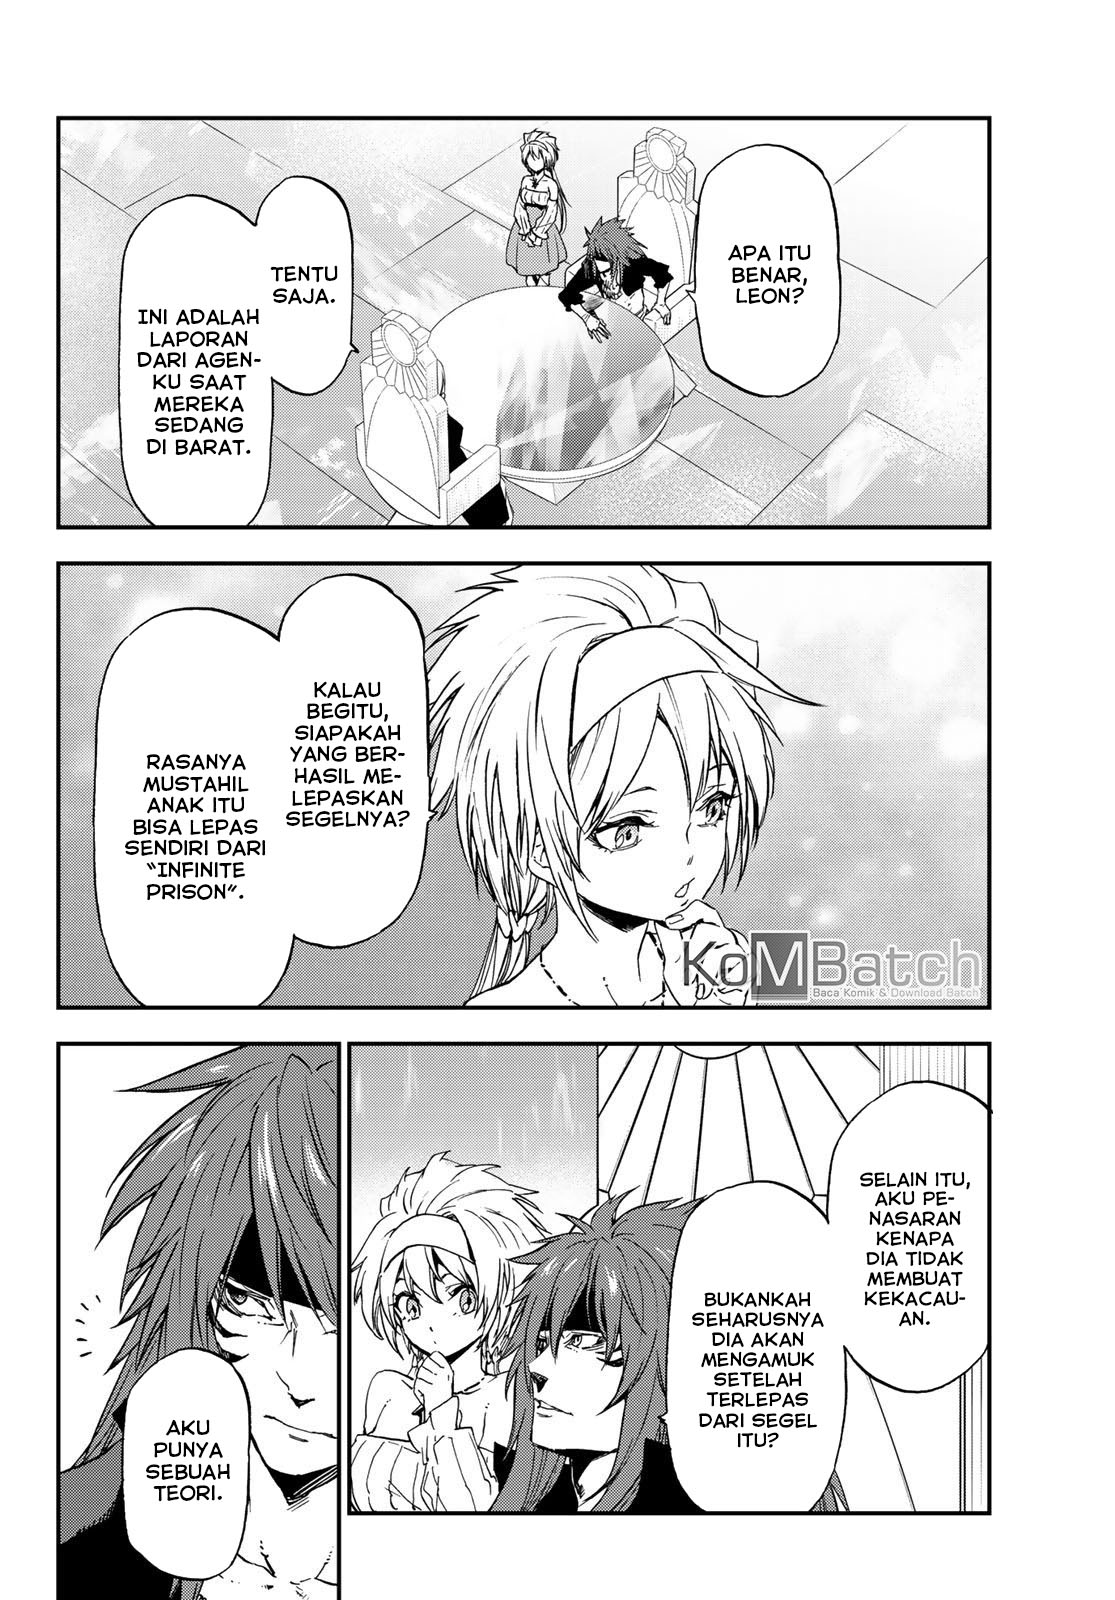 APA ITU
BENAR,
LEON?
TENTU
SAJA.
INI ADALAH
LAPORAN
DARI AGEN-
KU SAAT
MEREKA
SEDANG
DI BARAT.
KALAU
BEGITU,
SIAPAKAH
YANG BER-
HASIL ME-
LEPASKAN
SEGELNYA?
RASANYA
MUSTAHIL
ANAK ITU
BISA LEPAS
SENDIRI DARI
"INFINITE
PRISON".
KoMBatch
Baca Komik & Download Batch
SELAIN ITU,
AKU PE-
NASARAN
KENAPA
DIA TIDAK
MEMBUAT
KEKACAU-
AN.
BUKANKAH
SEHARUSNYA
DIA AKAN
MENGAMUK
SETELAH
TERLEPAS
DARI SEGEL
ITU?
AKU
PUNYA
SEBUAH
TEORI.